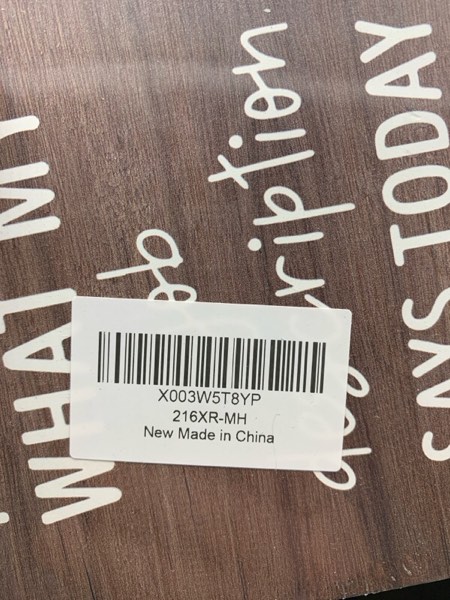 WHAT MY
job
description
SAYS TODAY
X003W5T8YP
216XR-MH
New Made in China